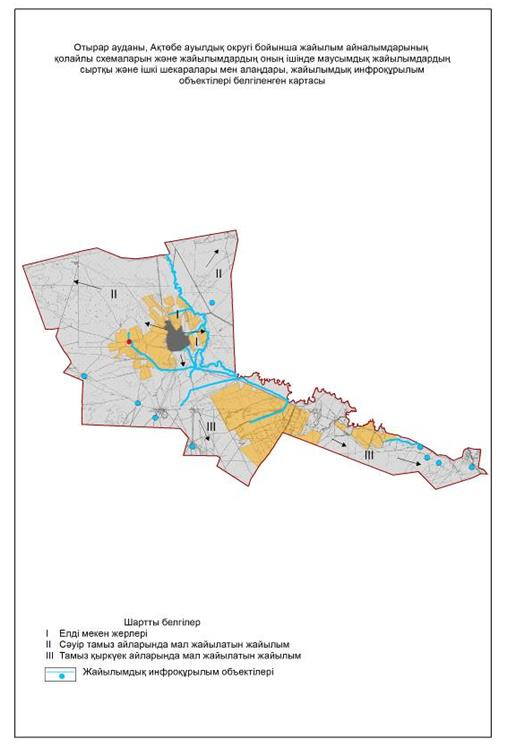 Отырар ауданы, Ақтөбе ауылдық округі бойынша жайылым айналымдарының
қолайлы схемаларын және жайылымдардың оның ішінде маусымдық жайылымдардың
сыртқы және ішкі шекаралары мен алаңдары, жайылымдық инфроқұрылым
объектілері белгіленген картасы
II
II
I
I
III
III
Шартты белгілер
I Елді мекен жерлері
II Сәуір тамыз айларында мал жайылатын жайылым
III Тамыз қыркүек айларында мал жайылатын жайылым
Жайылымдық инфроқұрылым объектілері